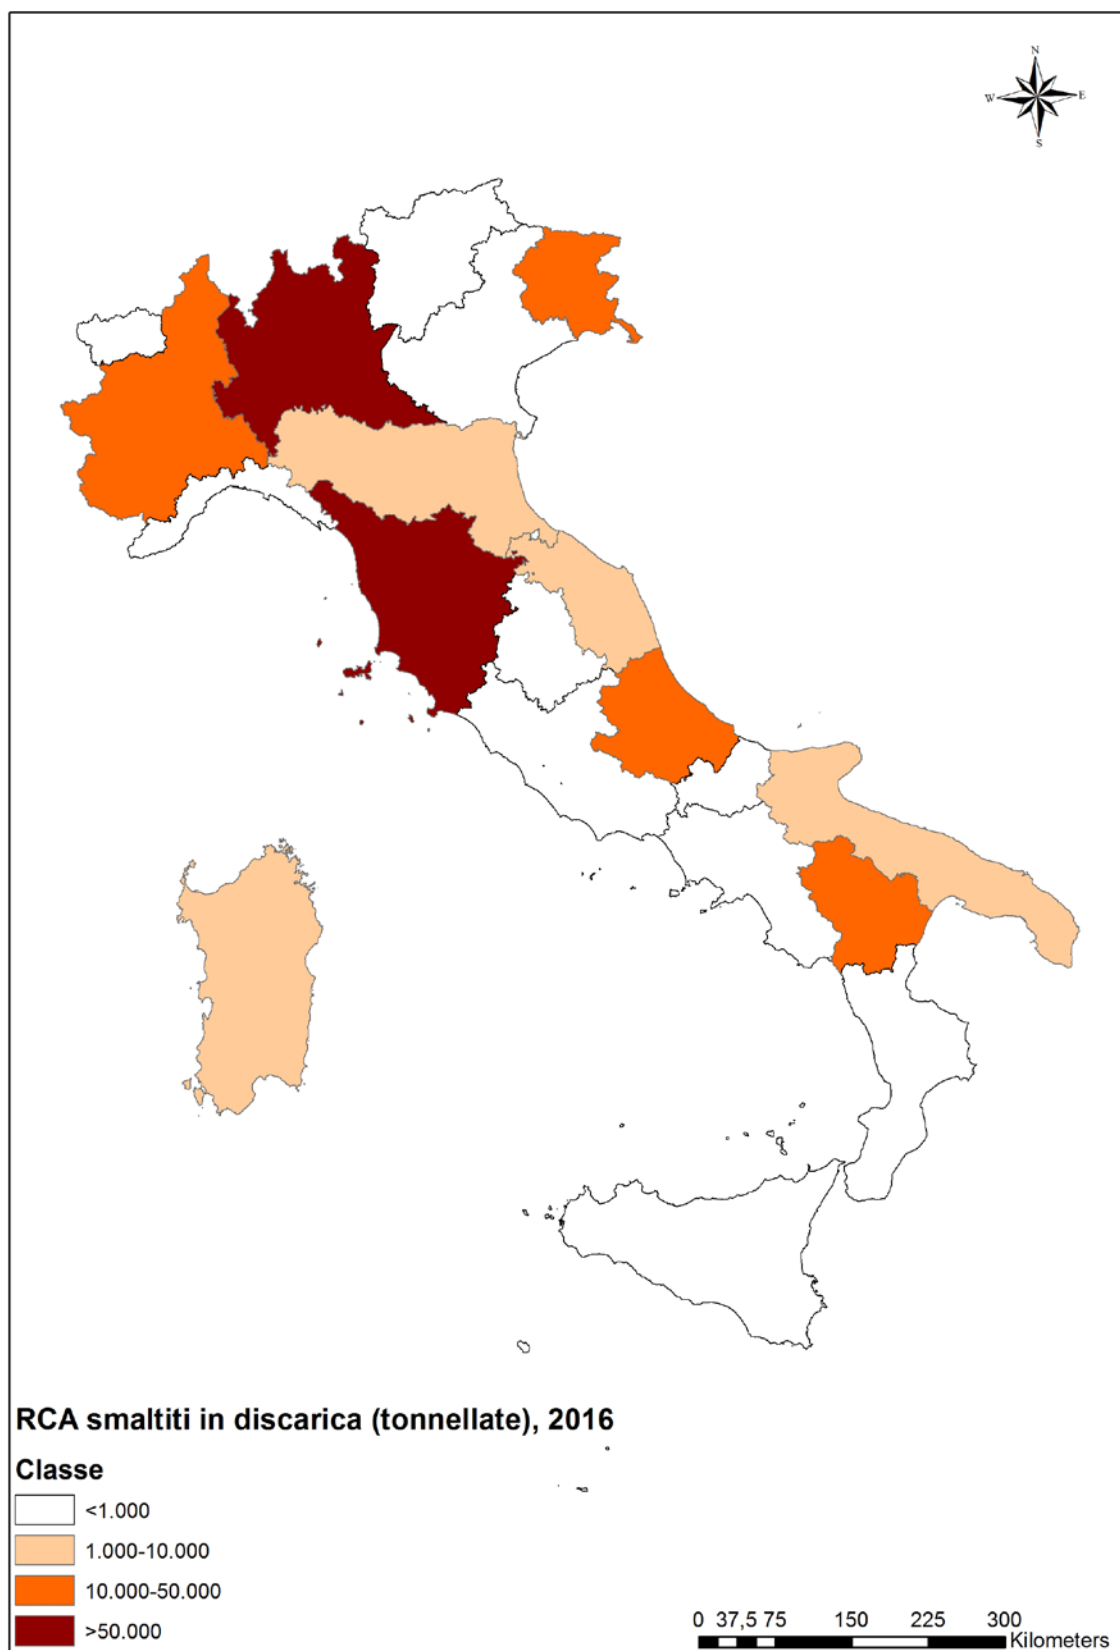 N
W E
S
RCA smaltiti in discarica (tonnellate), 2016
Classe
<1.000
1.000-10.000
10.000-50.000
>50.000
0 37,5 75 150 225 300
Kilometers